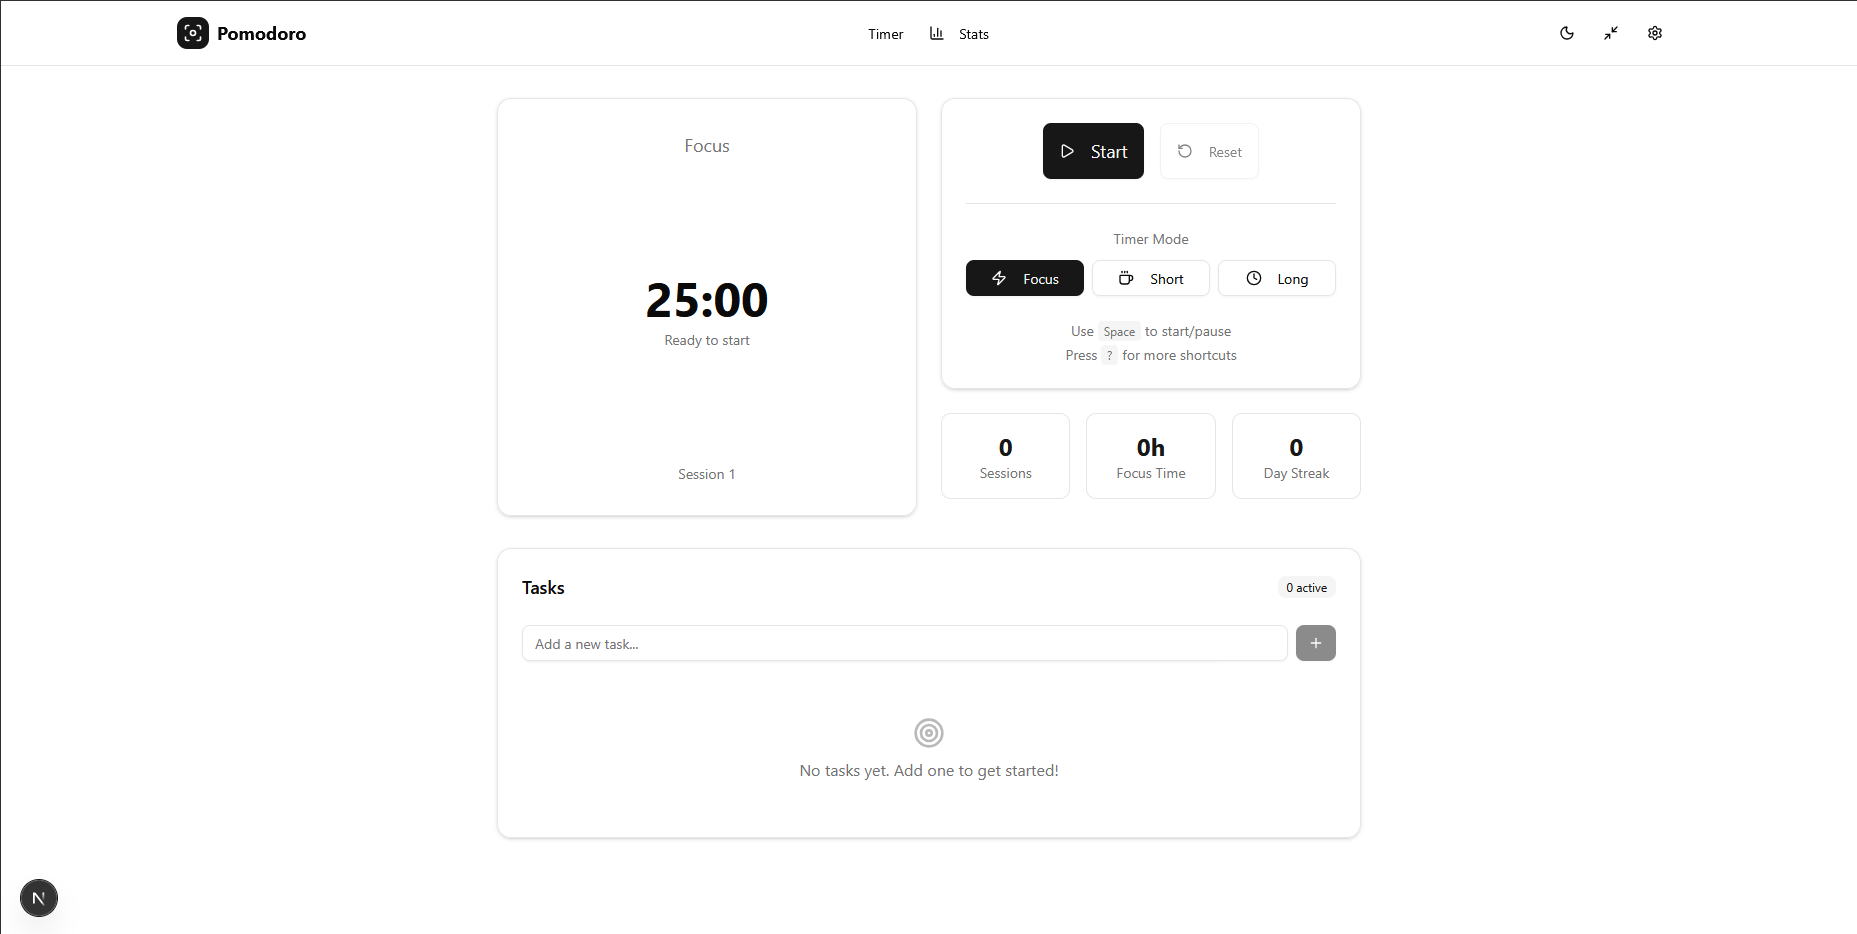 Pomodoro
Timer
Stats
Focus
25:00
Ready to start
Session 1
Start
Reset
Timer Mode
Focus
Short
Long
Use Space to start/pause
Press ? for more shortcuts
0
Sessions
0h
Focus Time
0
Day Streak
Tasks
0 active
Add a new task...
No tasks yet. Add one to get started!
N